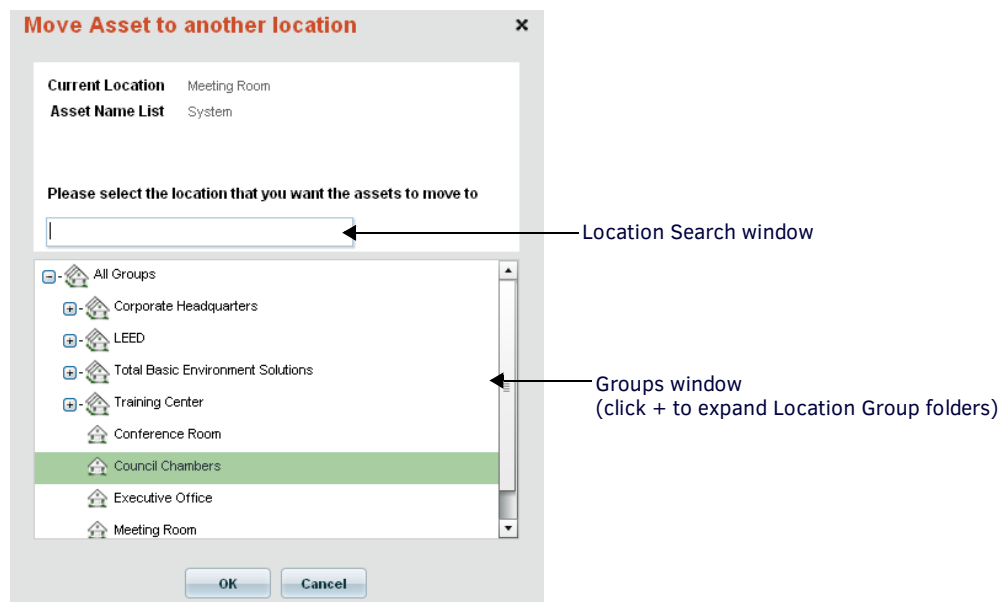 Move Asset to another location
Current Location Meeting Room
Asset Name List System
Please select the location that you want the assets to move to
Location Search window
All Groups
Corporate Headquarters
LEED
Total Basic Environment Solutions
Training Center
Conference Room
Council Chambers
Executive Office
Meeting Room
Groups window
(click + to expand Location Group folders)
OK Cancel